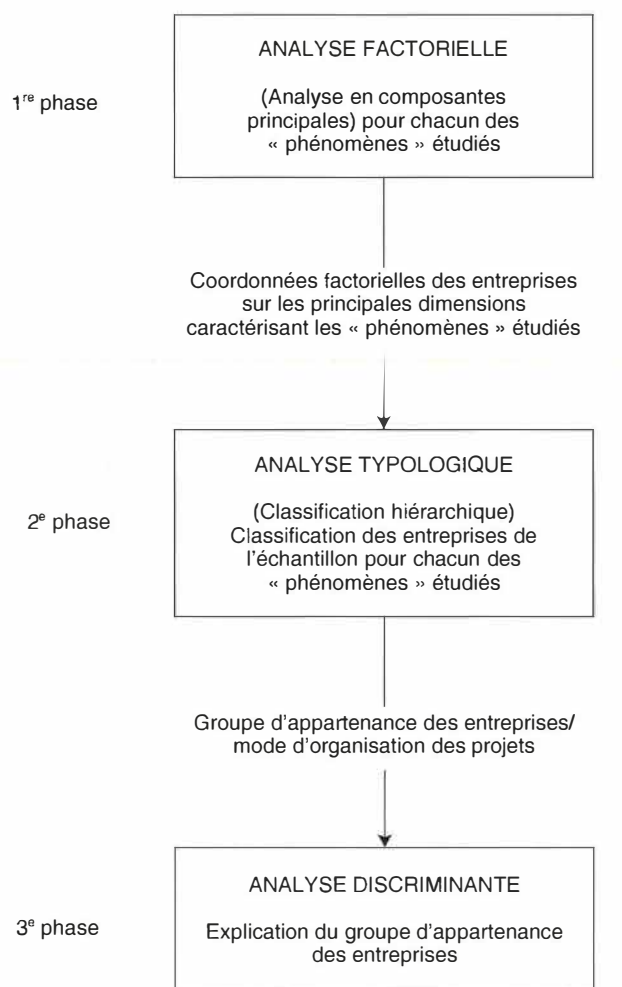 ANALYSE FACTORIELLE
1re phase
(Analyse en composantes
principales) pour chacun des
« phénomènes » étudiés
Coordonnées factorielles des entreprises
sur les principales dimensions
caractérisant les « phénomènes » étudiés
ANALYSE TYPOLOGIQUE
2e phase
(Classification hiérarchique)
Classification des entreprises de
l'échantillon pour chacun des
« phénomènes » étudiés
Groupe d'appartenance des entreprises/
mode d'organisation des projets
ANALYSE DISCRIMINANTE
3e phase
Explication du groupe d'appartenance
des entreprises